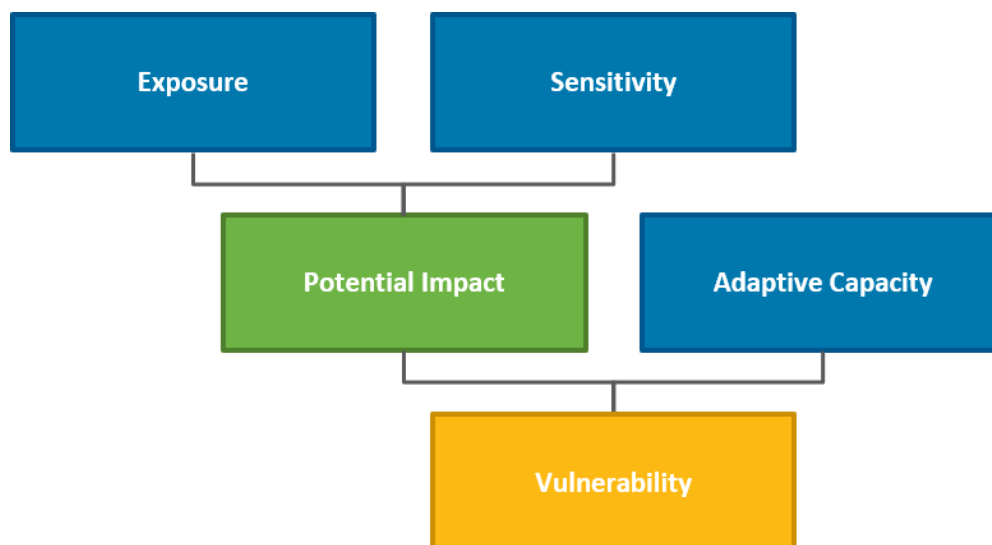 Exposure
Sensitivity
Potential Impact
Adaptive Capacity
Vulnerability